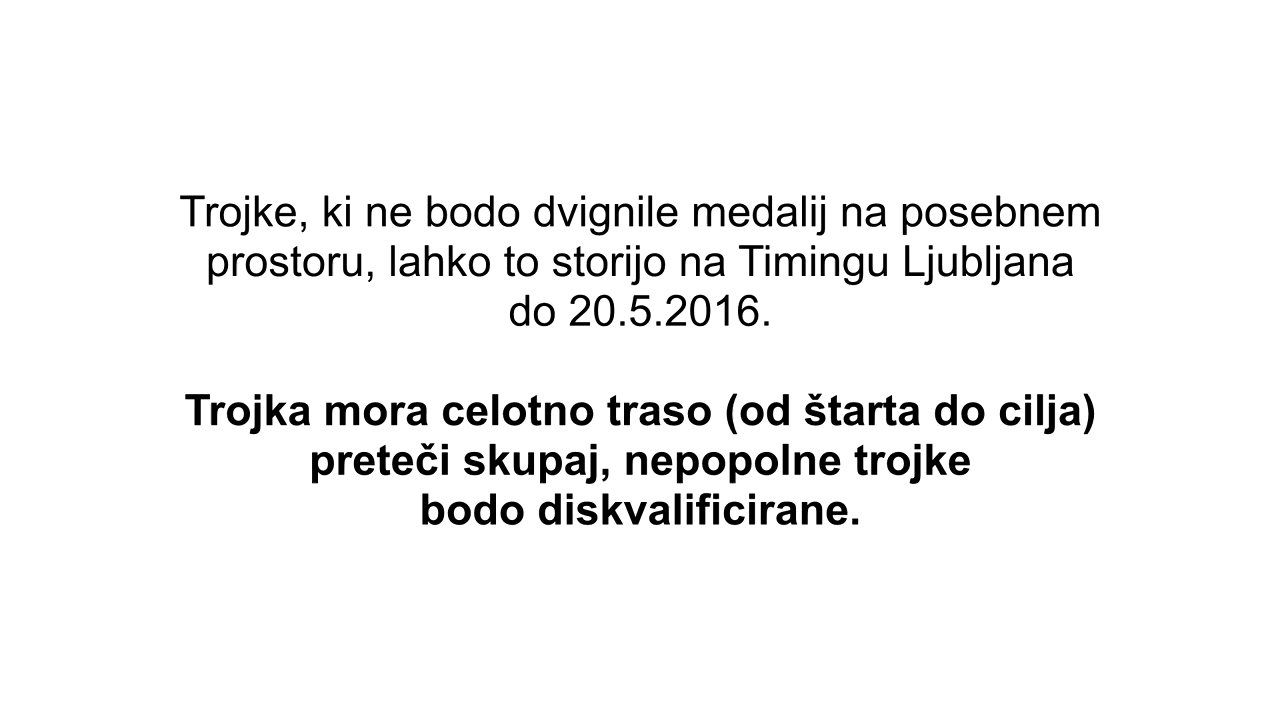 Trojke, ki ne bodo dvignile medalij na posebnem
prostoru, lahko to storijo na Timingu Ljubljana
do 20.5.2016.
Trojka mora celotno traso (od štarta do cilja)
preteči skupaj, nepopolne trojke
bodo diskvalificirane.